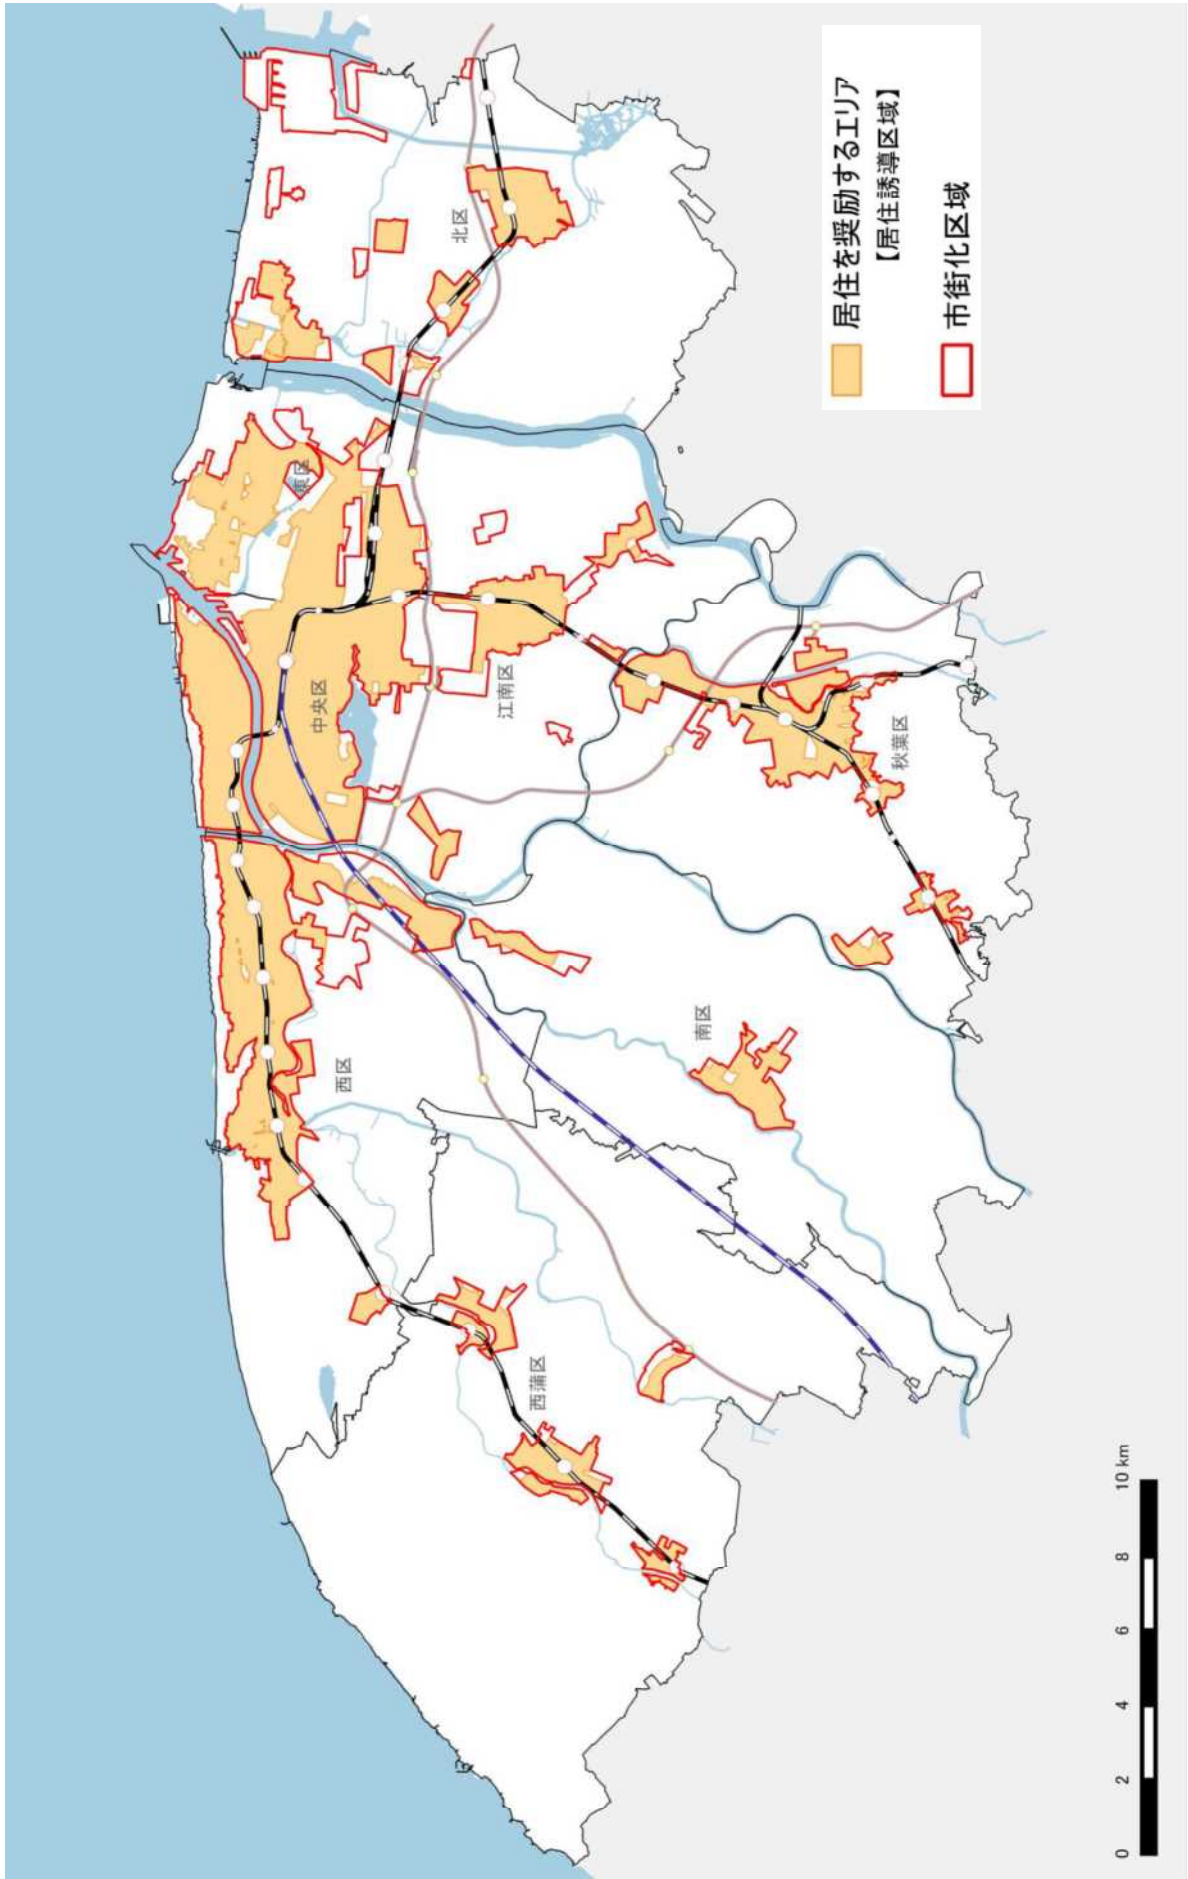 居住を奨励するエリア
【居住誘導区域】
市街化区域
北区
東区
中央区
江南区
秋葉区
西区
南区
西蒲区
0 2 4 6 8 10 km